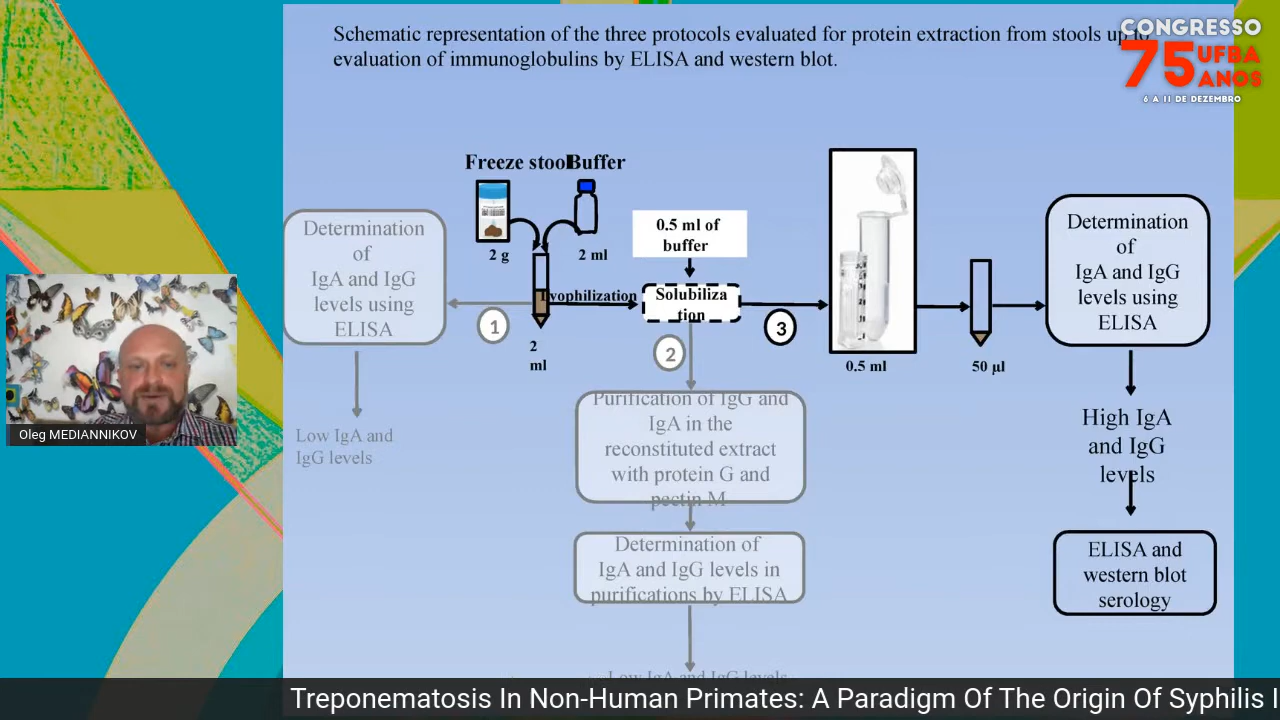 Schematic representation of the three protocols evaluated for protein extraction from stools up to
evaluation of immunoglobulins by ELISA and western blot.
CONGRESSO
75 UFBA
ANOS
6 A 11 DE DEZEMBRO
Freeze stool
Buffer
2 g
2 ml
0.5 ml of
buffer
Determination
of
IgA and IgG
levels using
ELISA
1
lyophilization
2
ml
Solubiliza
tion
2
3
0.5 ml
50 µl
Determination
of
IgA and IgG
levels using
ELISA
Low IgA and
IgG levels
Purification of IgG and
IgA in the
reconstituted extract
with protein G and
pectin M
Determination of
IgA and IgG levels in
purifications by ELISA
Low IgA and IgG levels
High IgA
and IgG
levels
ELISA and
western blot
serology
Oleg MEDIANNIKOV
Treponematosis In Non-Human Primates: A Paradigm Of The Origin Of Syphilis